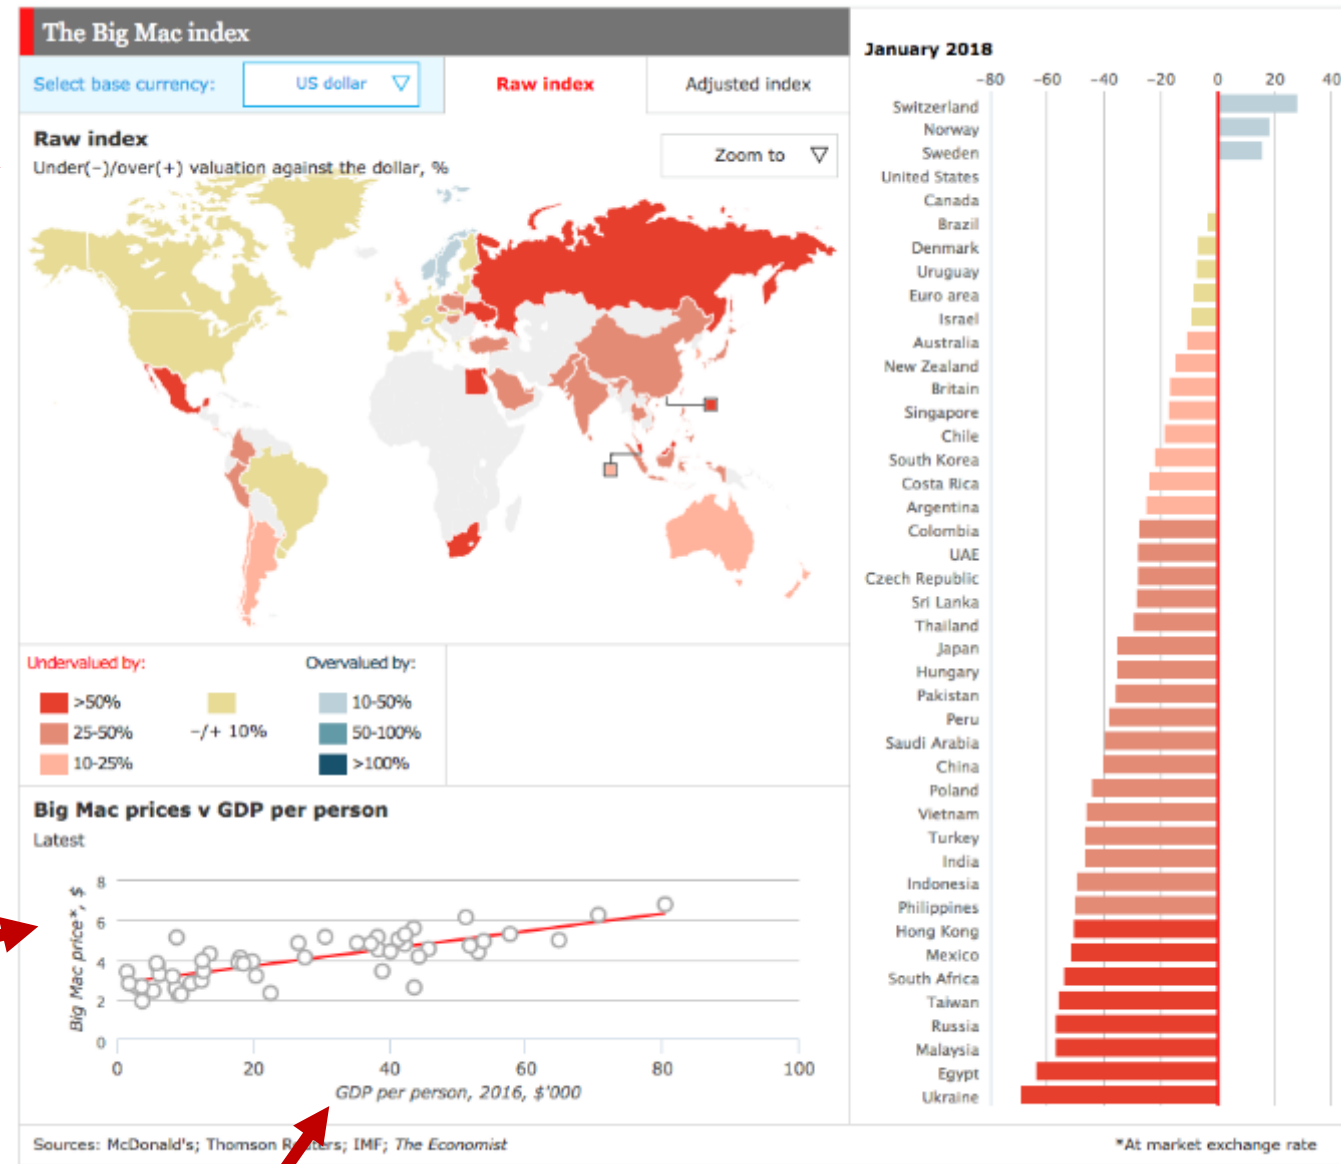 The Big Mac index
Select base currency:
US dollar
Raw index
Adjusted index
Raw index
Under(−)/over(+) valuation against the dollar, %
Zoom to
Undervalued by:
>50%
25-50%
10-25%
−/+ 10%
Overvalued by:
10-50%
50-100%
>100%
Big Mac prices v GDP per person
Latest
Big Mac price*, $
8
6
4
2
0
0 20 40 60 80 100
GDP per person, 2016, $'000
Sources: McDonald's; Thomson Reuters; IMF; The Economist
January 2018
−80 −60 −40 −20 0 20 40
Switzerland
Norway
Sweden
United States
Canada
Brazil
Denmark
Uruguay
Euro area
Israel
Australia
New Zealand
Britain
Singapore
Chile
South Korea
Costa Rica
Argentina
Colombia
UAE
Czech Republic
Sri Lanka
Thailand
Japan
Hungary
Pakistan
Peru
Saudi Arabia
China
Poland
Vietnam
Turkey
India
Indonesia
Philippines
Hong Kong
Mexico
South Africa
Taiwan
Russia
Malaysia
Egypt
Ukraine
*At market exchange rate